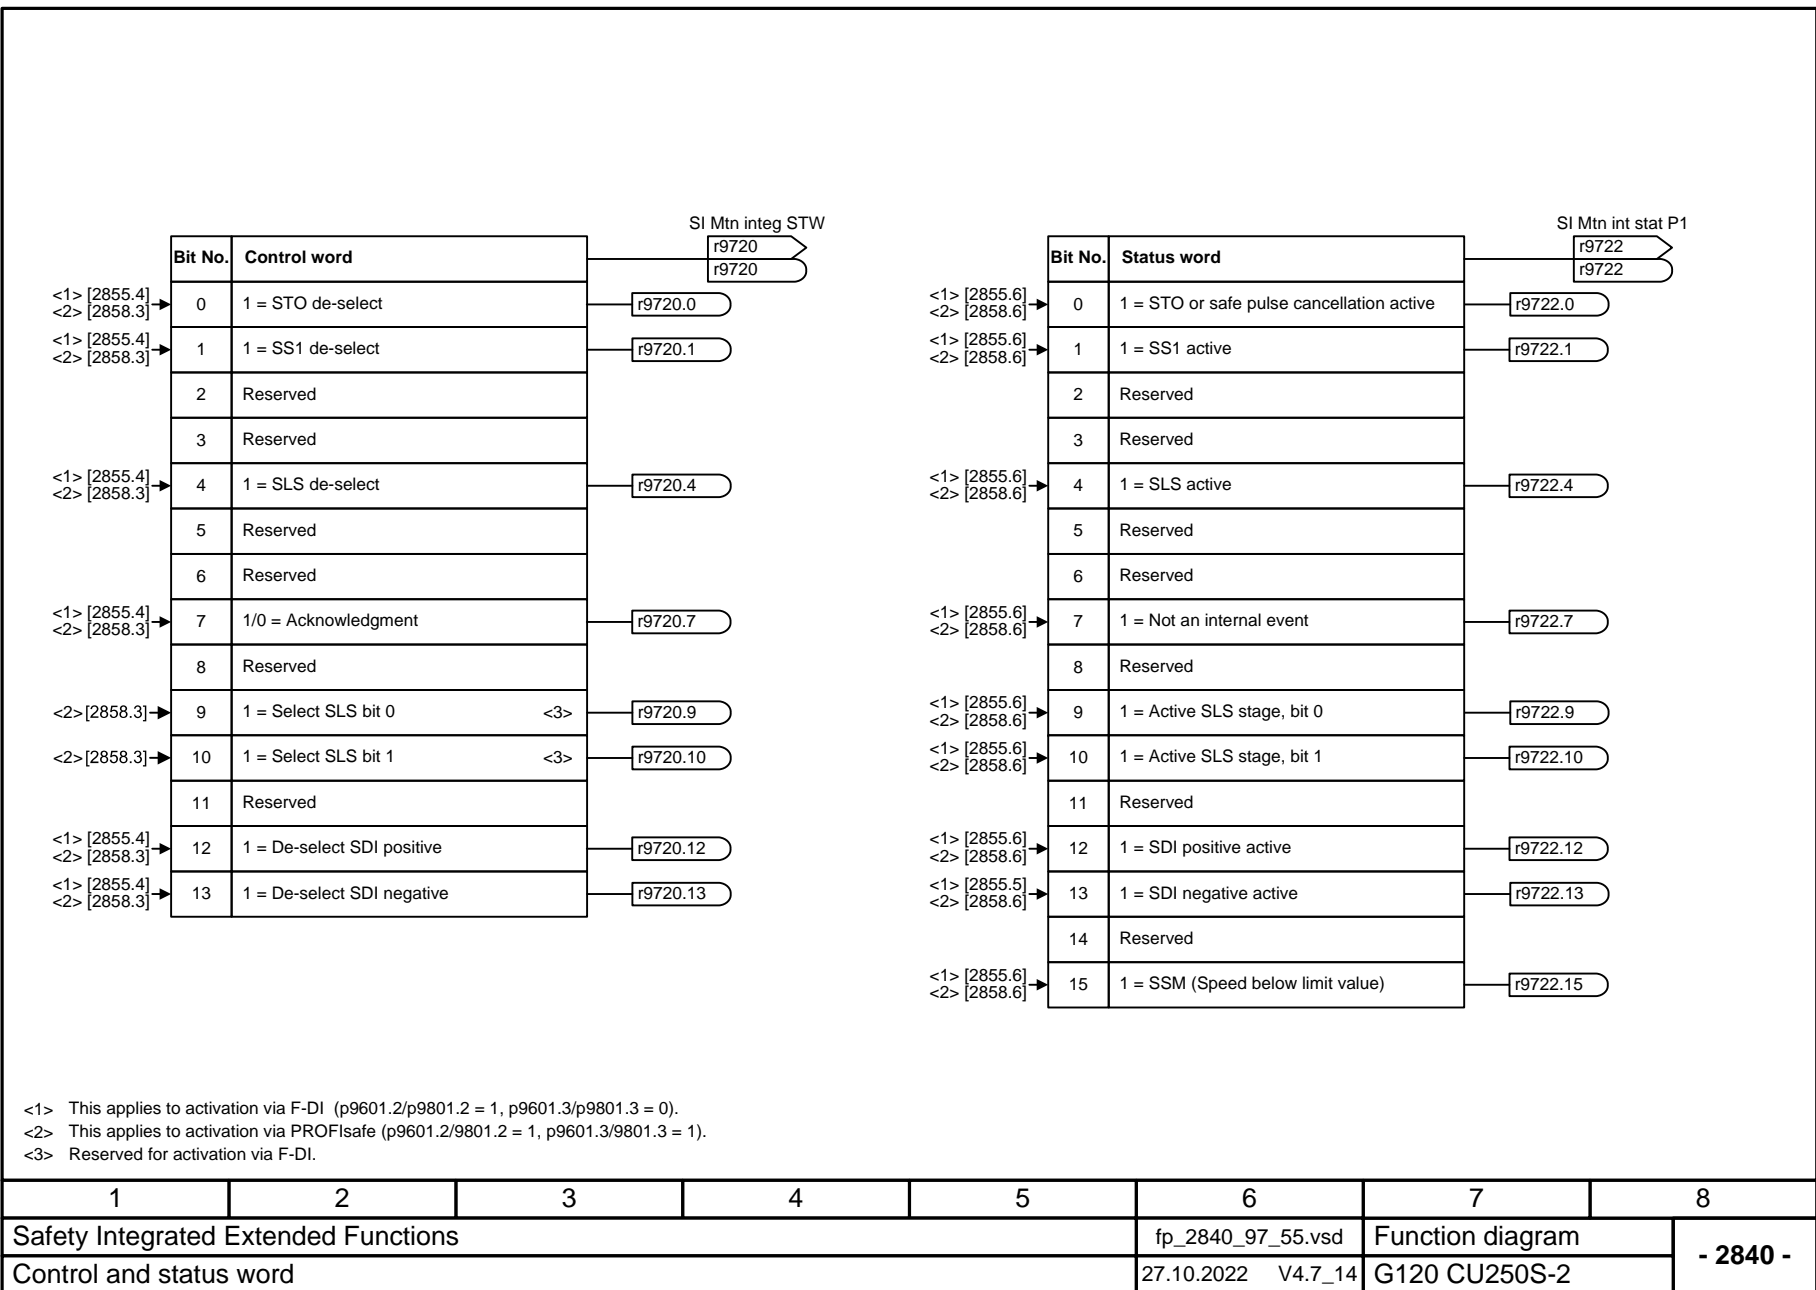 SI Mtn integ STW
r9720
r9720
Bit No. Control word
<1> [2855.4]
<2> [2858.3]
0 1 = STO de-select r9720.0
<1> [2855.4]
<2> [2858.3]
1 1 = SS1 de-select r9720.1
2 Reserved
3 Reserved
<1> [2855.4]
<2> [2858.3]
4 1 = SLS de-select r9720.4
5 Reserved
6 Reserved
<1> [2855.4]
<2> [2858.3]
7 1/0 = Acknowledgment r9720.7
8 Reserved
<2>[2858.3] 9 1 = Select SLS bit 0 <3> r9720.9
<2>[2858.3] 10 1 = Select SLS bit 1 <3> r9720.10
11 Reserved
<1> [2855.4]
<2> [2858.3]
12 1 = De-select SDI positive r9720.12
<1> [2855.4]
<2> [2858.3]
13 1 = De-select SDI negative r9720.13
SI Mtn int stat P1
r9722
r9722
Bit No. Status word
<1> [2855.6]
<2> [2858.6]
0 1 = STO or safe pulse cancellation active r9722.0
<1> [2855.6]
<2> [2858.6]
1 1 = SS1 active r9722.1
2 Reserved
3 Reserved
<1> [2855.6]
<2> [2858.6]
4 1 = SLS active r9722.4
5 Reserved
6 Reserved
<1> [2855.6]
<2> [2858.6]
7 1 = Not an internal event r9722.7
8 Reserved
<1> [2855.6]
<2> [2858.6]
9 1 = Active SLS stage, bit 0 r9722.9
<1> [2855.6]
<2> [2858.6]
10 1 = Active SLS stage, bit 1 r9722.10
11 Reserved
<1> [2855.6]
<2> [2858.6]
12 1 = SDI positive active r9722.12
<1> [2855.5]
<2> [2858.6]
13 1 = SDI negative active r9722.13
14 Reserved
<1> [2855.6]
<2> [2858.6]
15 1 = SSM (Speed below limit value) r9722.15
<1> This applies to activation via F-DI (p9601.2/p9801.2 = 1, p9601.3/p9801.3 = 0).
<2> This applies to activation via PROFIsafe (p9601.2/9801.2 = 1, p9601.3/9801.3 = 1).
<3> Reserved for activation via F-DI.
1 2 3 4 5 6 7 8
Safety Integrated Extended Functions fp_2840_97_55.vsd Function diagram
- 2840 -
Control and status word 27.10.2022 V4.7_14 G120 CU250S-2